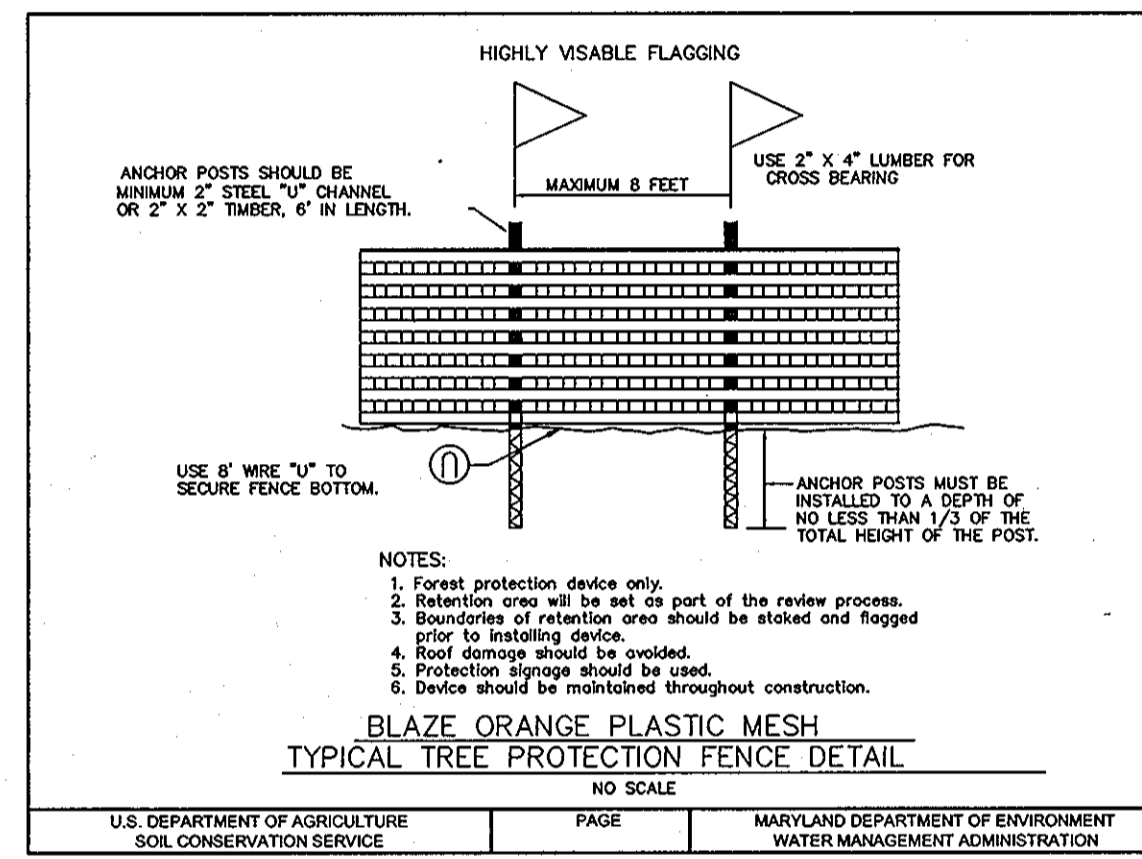 HIGHLY VISABLE FLAGGING
ANCHOR POSTS SHOULD BE
MINIMUM 2" STEEL "U" CHANNEL
OR 2" X 2" TIMBER, 6' IN LENGTH.
MAXIMUM 8 FEET
USE 2" X 4" LUMBER FOR
CROSS BEARING
USE 8' WIRE "U" TO
SECURE FENCE BOTTOM.
ANCHOR POSTS MUST BE
INSTALLED TO A DEPTH OF
NO LESS THAN 1/3 OF THE
TOTAL HEIGHT OF THE POST.
NOTES:
1. Forest protection device only.
2. Retention area will be set as part of the review process.
3. Boundaries of retention area should be staked and flagged
prior to installing device.
4. Roof damage should be avoided.
5. Protection signage should be used.
6. Device should be maintained throughout construction.
BLAZE ORANGE PLASTIC MESH
TYPICAL TREE PROTECTION FENCE DETAIL
NO SCALE
U.S. DEPARTMENT OF AGRICULTURE
SOIL CONSERVATION SERVICE
PAGE
MARYLAND DEPARTMENT OF ENVIRONMENT
WATER MANAGEMENT ADMINISTRATION